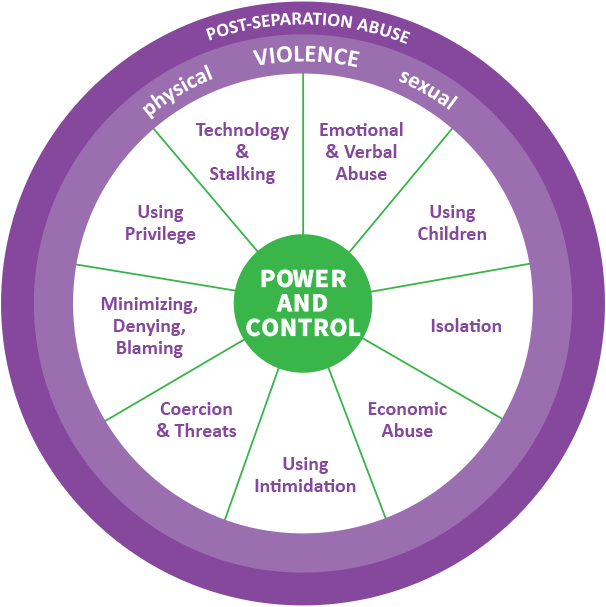 POST-SEPARATION ABUSE
physical VIOLENCE sexual
Technology
&
Stalking
Emotional
& Verbal
Abuse
Using
Privilege
Using
Children
POWER
AND
CONTROL
Minimizing,
Denying,
Blaming
Isolation
Coercion
& Threats
Economic
Abuse
Using
Intimidation